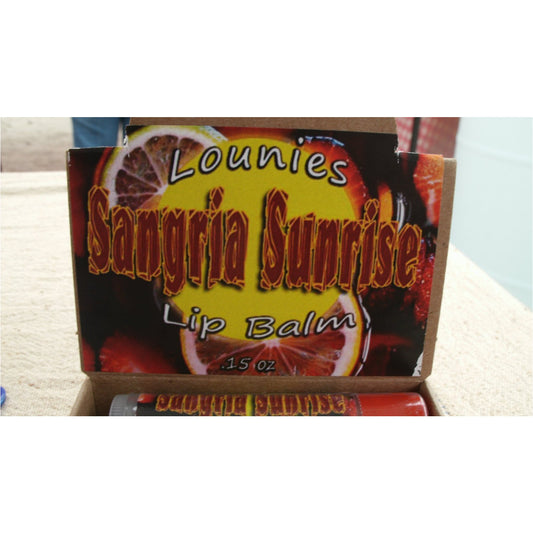 Lounies
Sangria Sunrise
Lip Balm
.15 oz
Sangria Sunrise